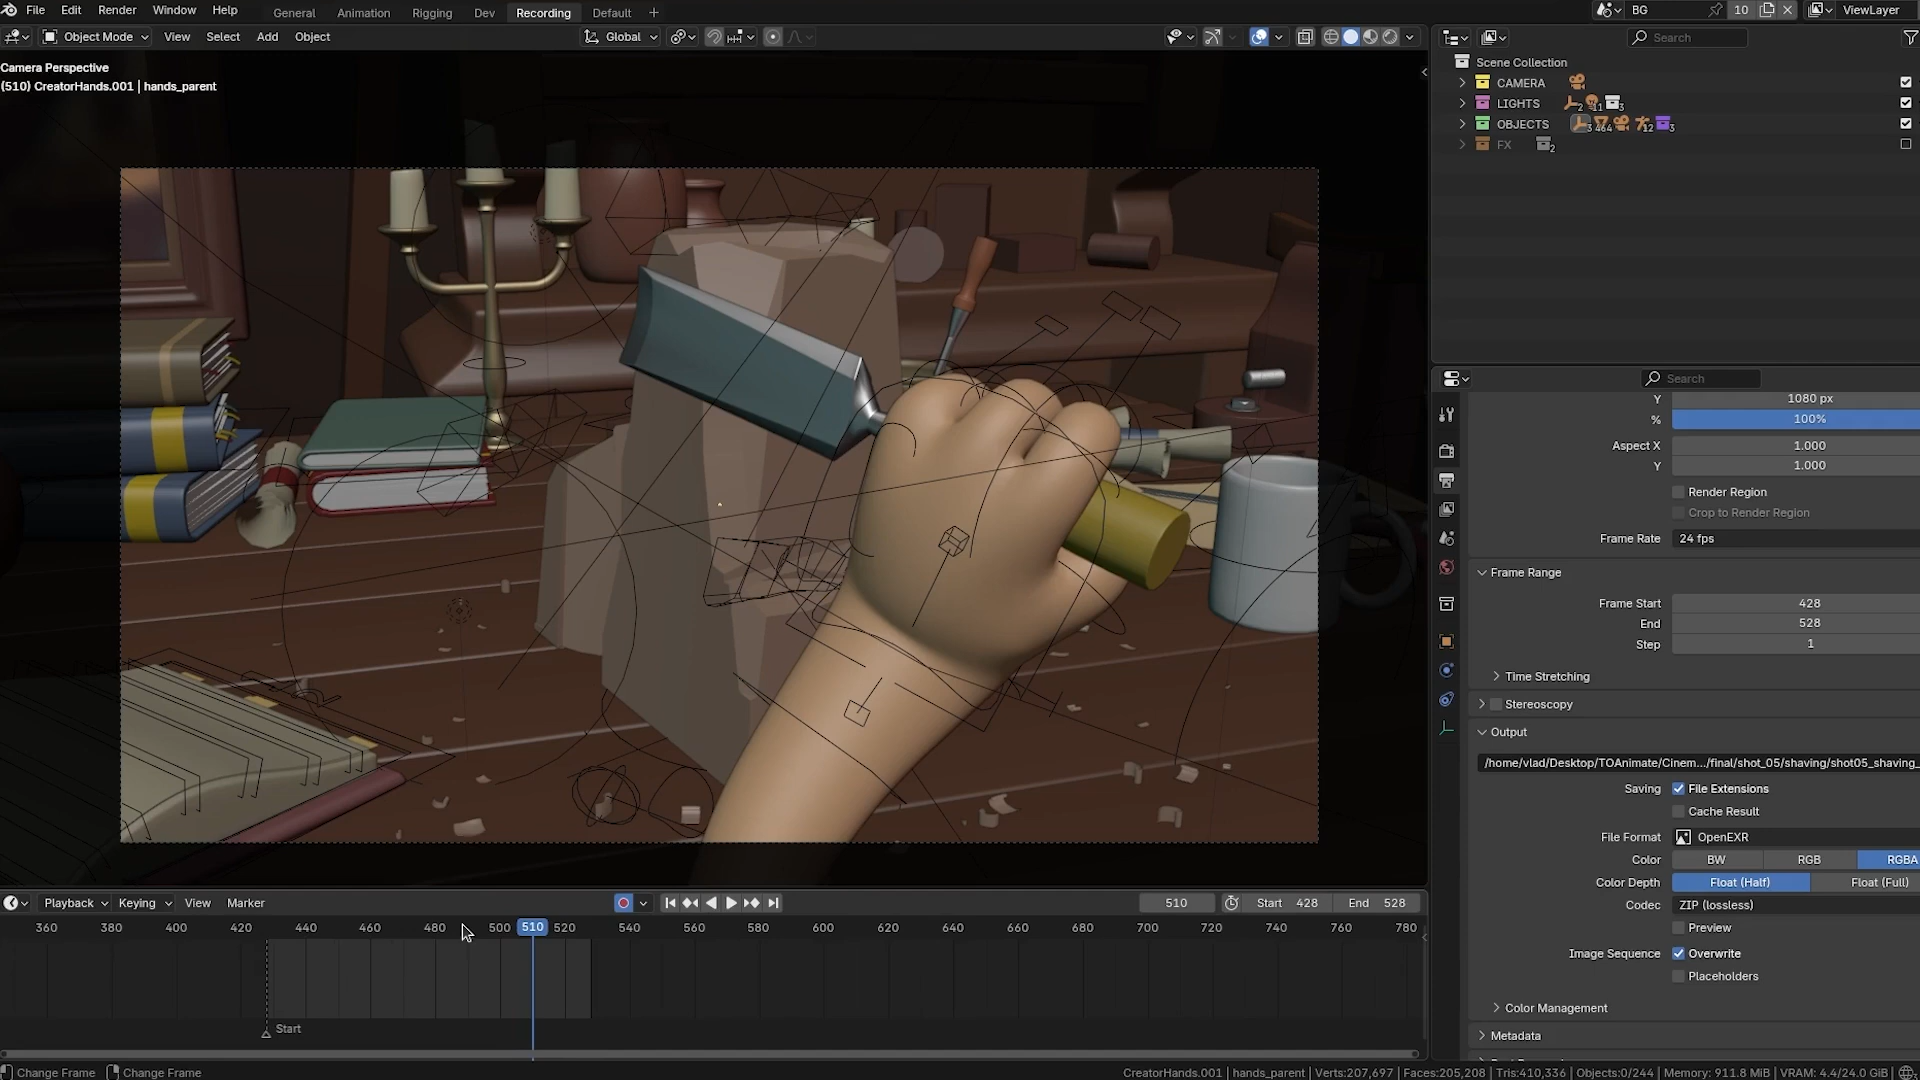 File Edit Render Window Help General Animation Rigging Dev Recording Default + BG 10 ViewLayer
Object Mode View Select Add Object Global Search
Camera Perspective
(510) CreatorHands.001 | hands_parent
Scene Collection
CAMERA
LIGHTS 2 11 3
OBJECTS 3 464 12 3
FX 2
Search
Y 1080 px
% 100%
Aspect X 1.000
Y 1.000
Render Region
Crop to Render Region
Frame Rate 24 fps
Frame Range
Frame Start 428
End 528
Step 1
Time Stretching
Stereoscopy
Output
/home/vlad/Desktop/TOAnimate/Cinem.../final/shot_05/shaving/shot05_shaving_
Saving File Extensions
Cache Result
File Format OpenEXR
Color BW RGB RGBA
Color Depth Float (Half) Float (Full)
Codec ZIP (lossless)
Preview
Image Sequence Overwrite
Placeholders
Color Management
Metadata
Playback Keying View Marker 510 Start 428 End 528
360 380 400 420 440 460 480 500 510 520 540 560 580 600 620 640 660 680 700 720 740 760 780
Start
Change Frame Change Frame CreatorHands.001 | hands_parent | Verts:207,697 | Faces:205,208 | Tris:410,336 | Objects:0/244 | Memory: 911.8 MiB | VRAM: 4.4/24.0 GiB |